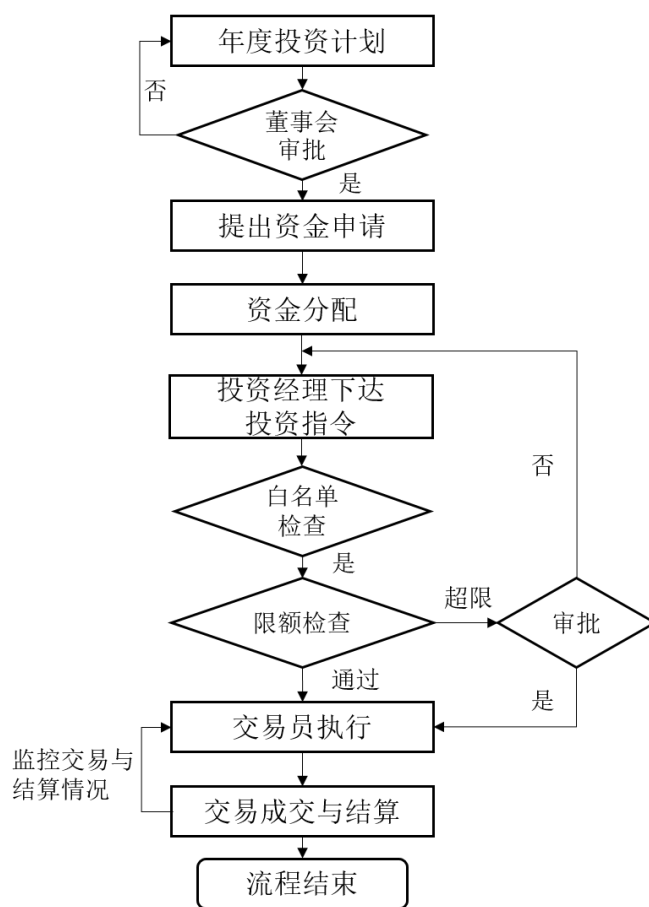 年度投资计划
否
董事会
审批
是
提出资金申请
资金分配
投资经理下达
投资指令
否
白名单
检查
是
超限
限额检查
审批
通过
是
交易员执行
监控交易与
结算情况
交易成交与结算
流程结束